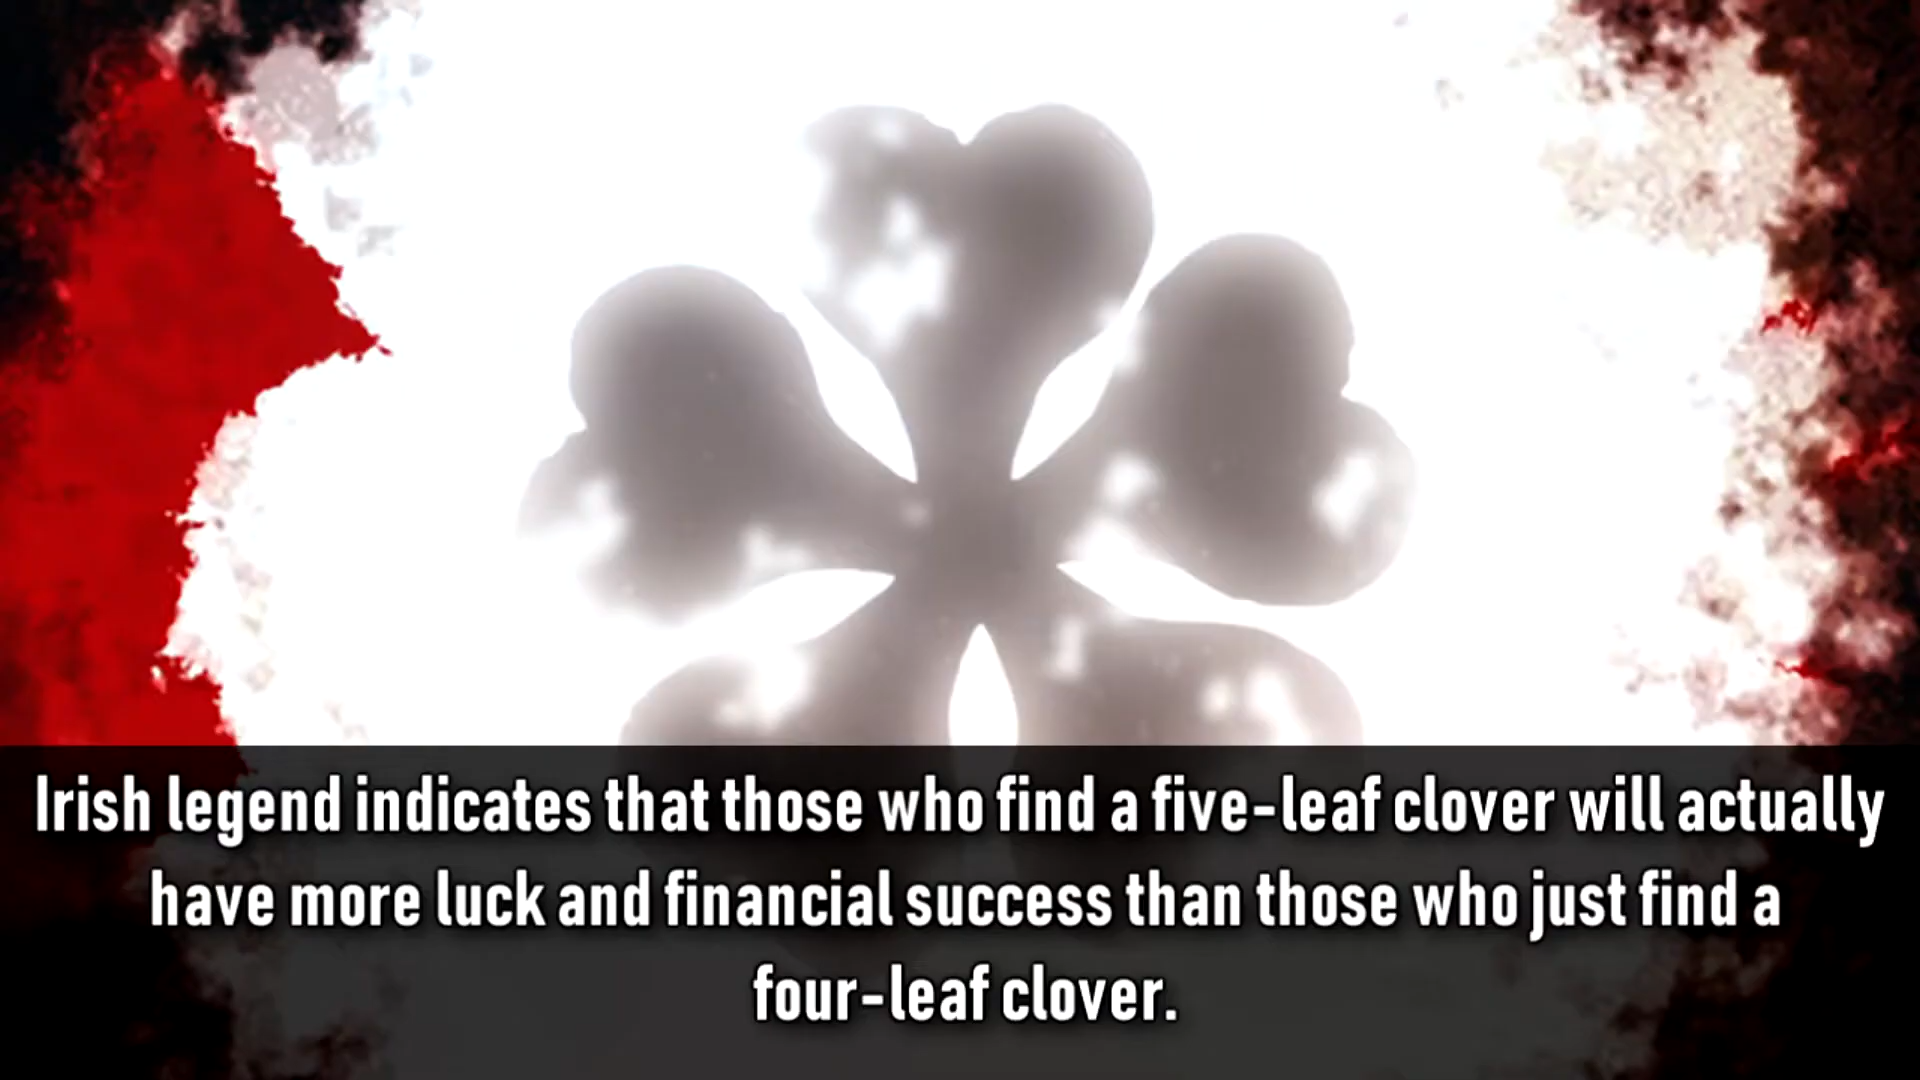 Irish legend indicates that those who find a five-leaf clover will actually
have more luck and financial success than those who just find a
four-leaf clover.